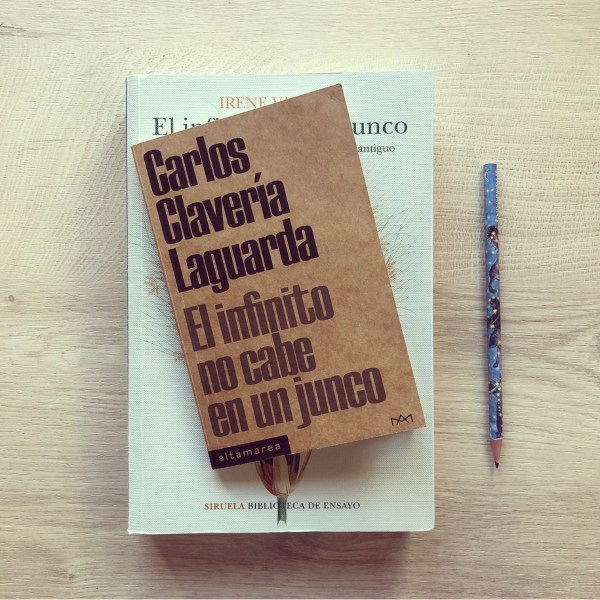 IRENE V
El infi unco
antiguo
Carlos
Clavería
Laguarda
El infinito
no cabe
en un junco
altamarea
SIRUELA BIBLIOTECA DE ENSAYO